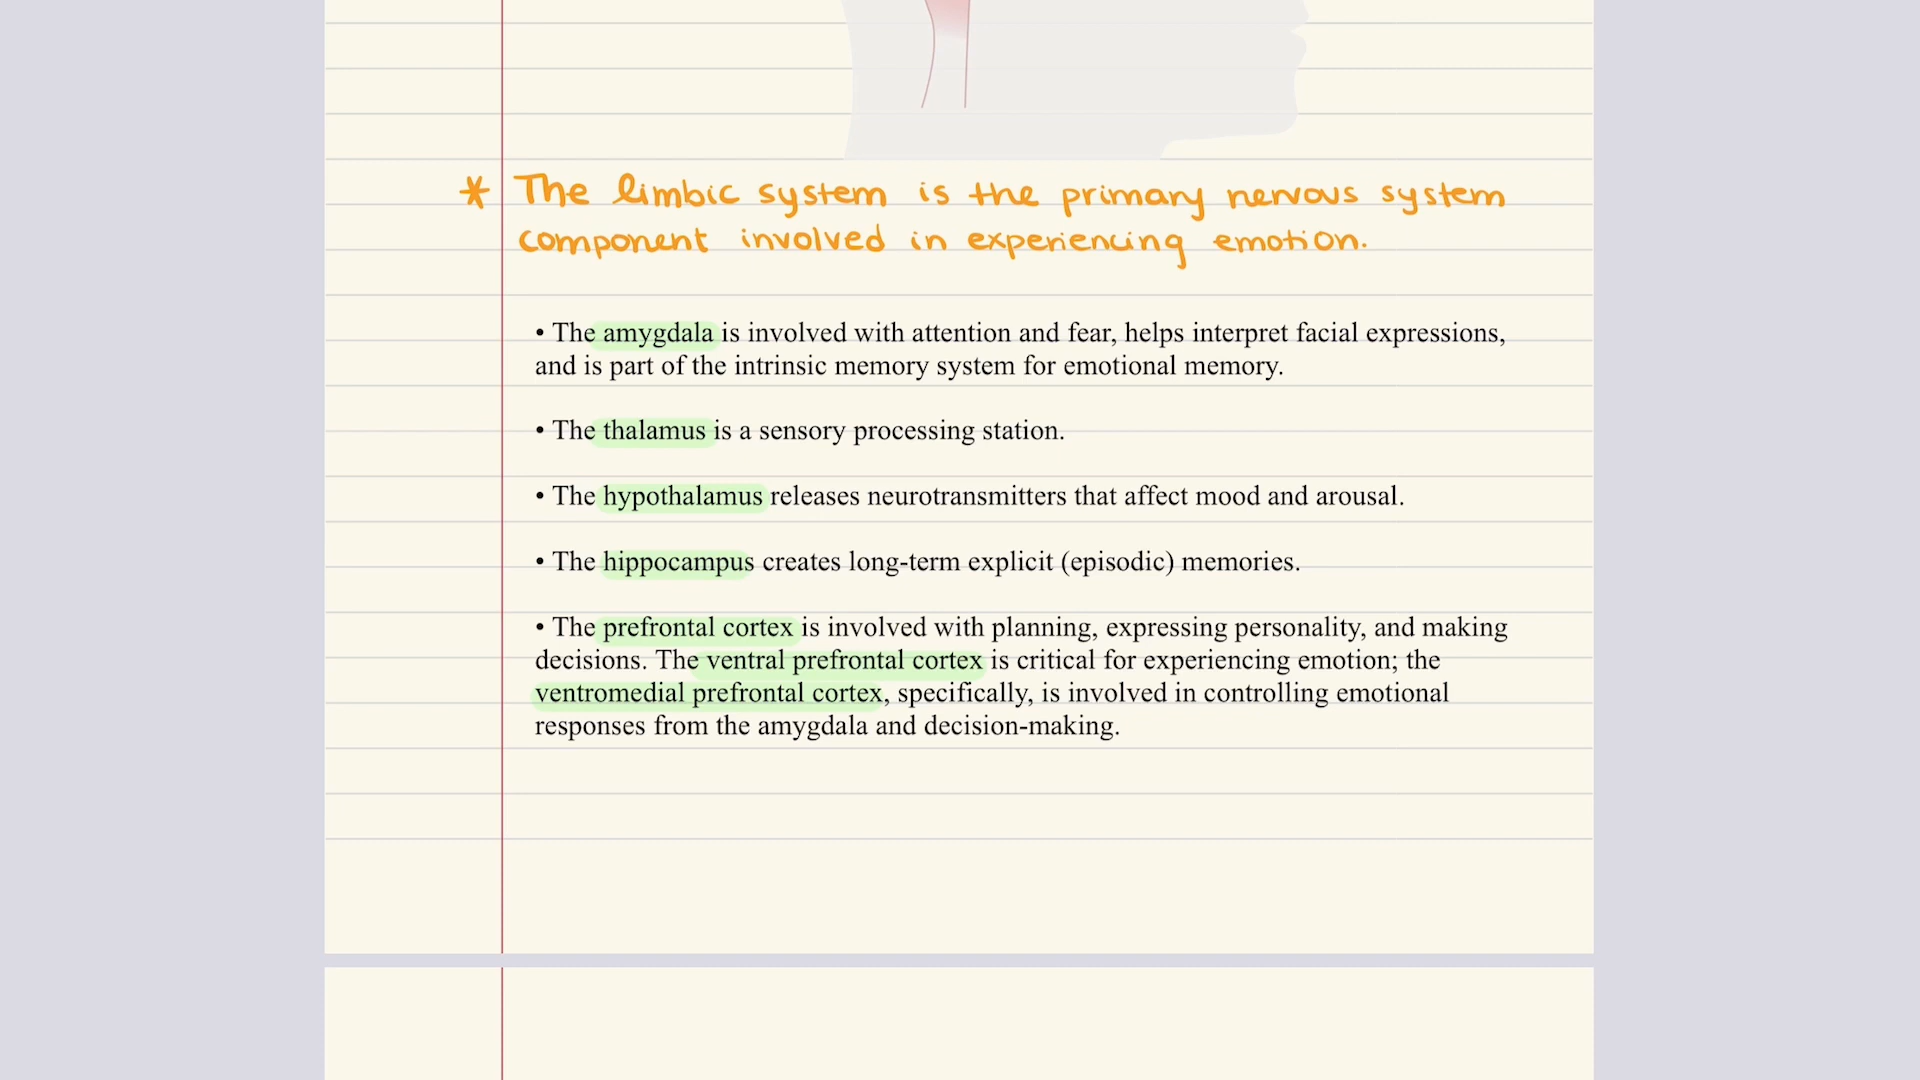 * The limbic system is the primary nervous system
component involved in experiencing emotion.
• The amygdala is involved with attention and fear, helps interpret facial expressions,
and is part of the intrinsic memory system for emotional memory.
• The thalamus is a sensory processing station.
• The hypothalamus releases neurotransmitters that affect mood and arousal.
• The hippocampus creates long-term explicit (episodic) memories.
• The prefrontal cortex is involved with planning, expressing personality, and making
decisions. The ventral prefrontal cortex is critical for experiencing emotion; the
ventromedial prefrontal cortex, specifically, is involved in controlling emotional
responses from the amygdala and decision-making.